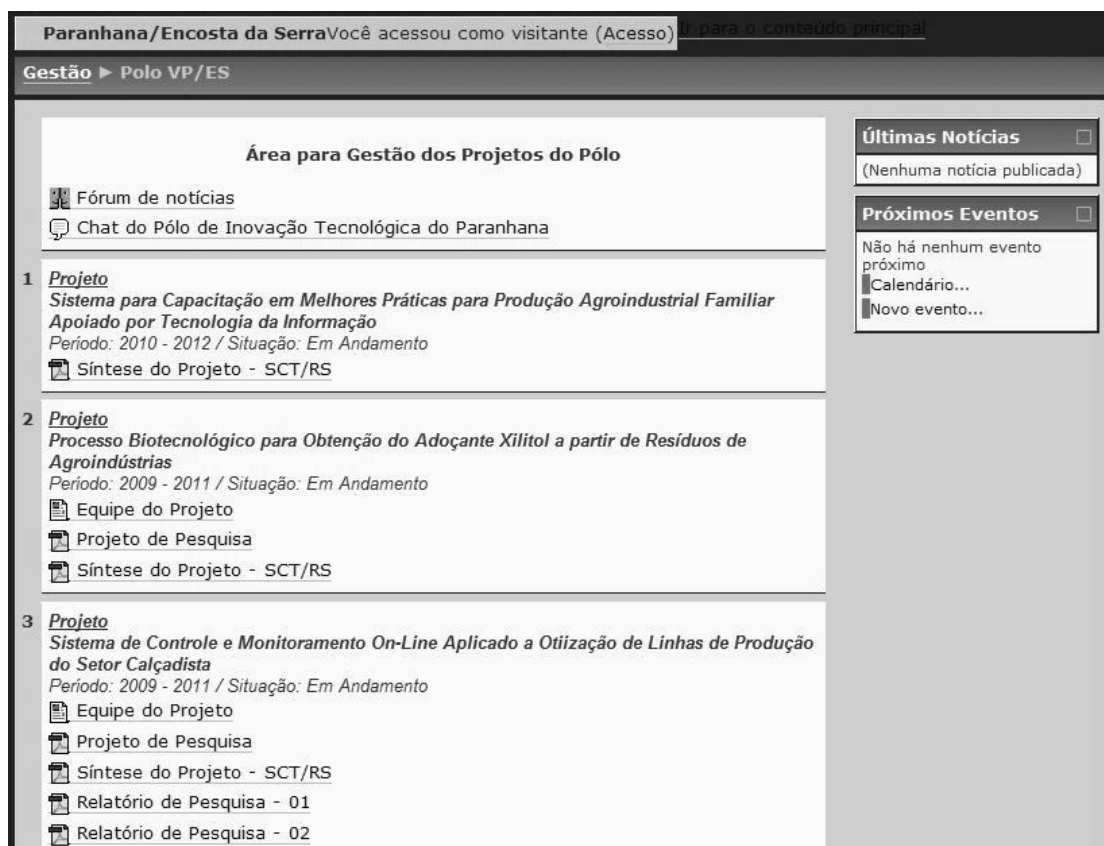 Paranhana/Encosta da SerraVocê acessou como visitante (Acesso)
Ir para o conteúdo principal
Gestão ► Polo VP/ES
Área para Gestão dos Projetos do Pólo
Fórum de notícias
Chat do Pólo de Inovação Tecnológica do Paranhana
1 Projeto
Sistema para Capacitação em Melhores Práticas para Produção Agroindustrial Familiar
Apoiado por Tecnologia da Informação
Período: 2010 - 2012 / Situação: Em Andamento
Síntese do Projeto - SCT/RS
2 Projeto
Processo Biotecnológico para Obtenção do Adoçante Xilitol a partir de Resíduos de
Agroindústrias
Período: 2009 - 2011 / Situação: Em Andamento
Equipe do Projeto
Projeto de Pesquisa
Síntese do Projeto - SCT/RS
3 Projeto
Sistema de Controle e Monitoramento On-Line Aplicado a Otiização de Linhas de Produção
do Setor Calçadista
Período: 2009 - 2011 / Situação: Em Andamento
Equipe do Projeto
Projeto de Pesquisa
Síntese do Projeto - SCT/RS
Relatório de Pesquisa - 01
Relatório de Pesquisa - 02
Últimas Notícias
(Nenhuma notícia publicada)
Próximos Eventos
Não há nenhum evento
próximo
Calendário...
Novo evento...